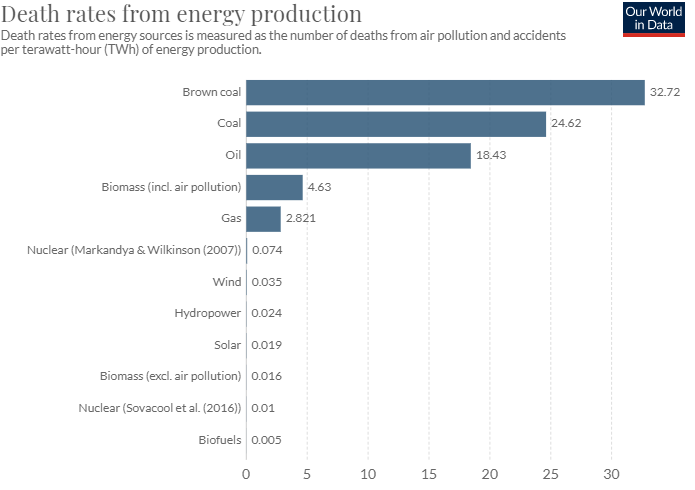 Death rates from energy production
Our World
in Data
Death rates from energy sources is measured as the number of deaths from air pollution and accidents
per terawatt-hour (TWh) of energy production.
Brown coal 32.72
Coal 24.62
Oil 18.43
Biomass (incl. air pollution) 4.63
Gas 2.821
Nuclear (Markandya & Wilkinson (2007)) 0.074
Wind 0.035
Hydropower 0.024
Solar 0.019
Biomass (excl. air pollution) 0.016
Nuclear (Sovacool et al. (2016)) 0.01
Biofuels 0.005
0 5 10 15 20 25 30